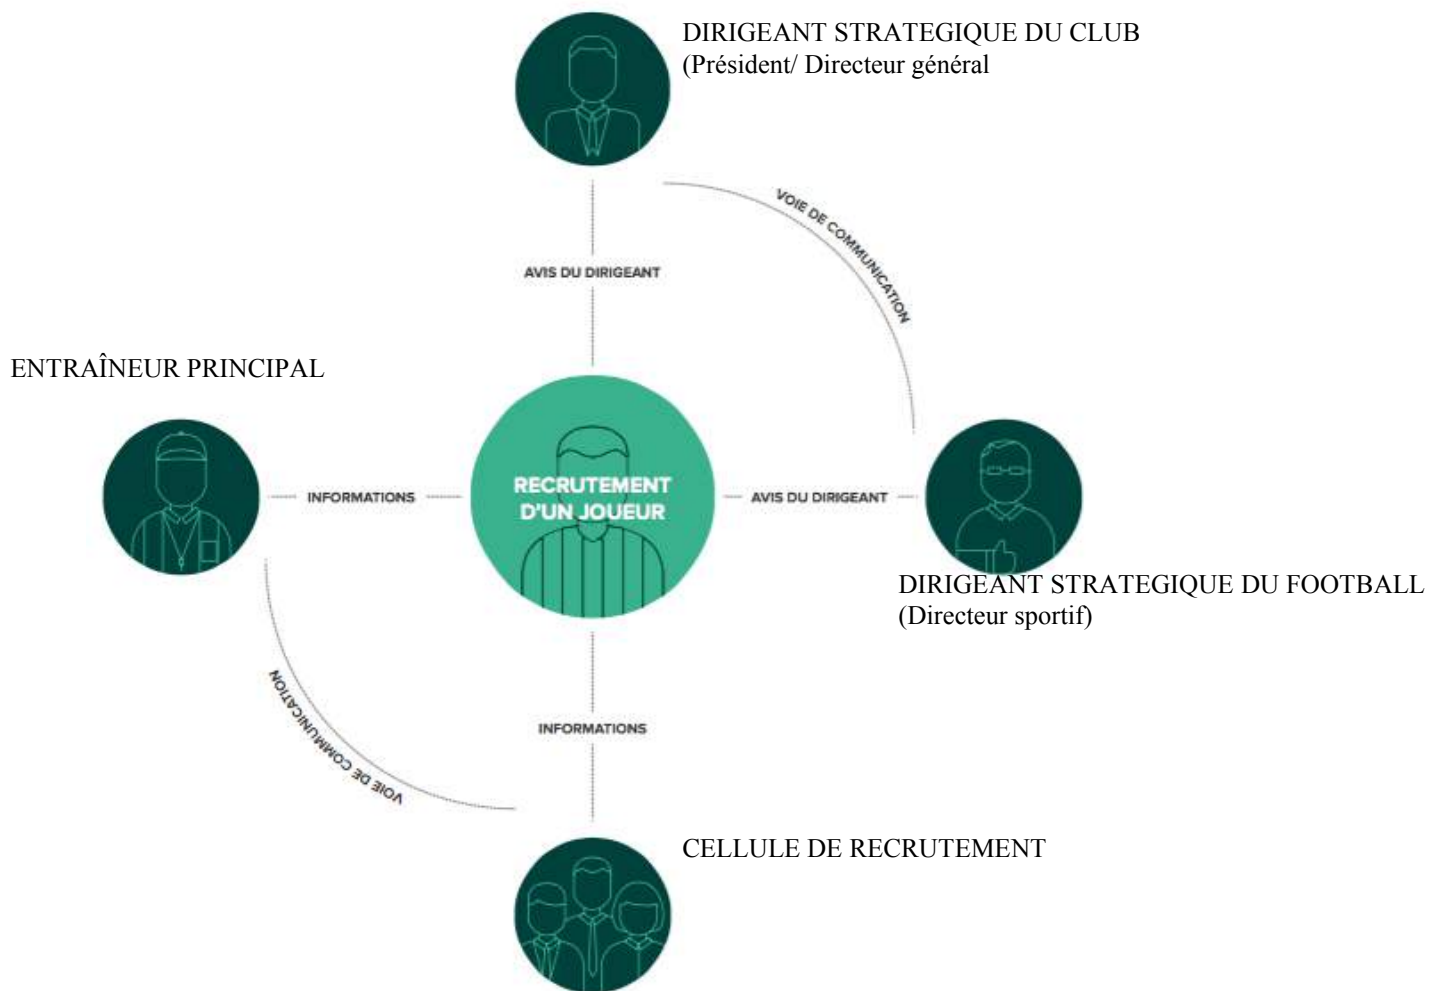 DIRIGEANT STRATEGIQUE DU CLUB
(Président/ Directeur général
VOIE DE COMMUNICATION
AVIS DU DIRIGEANT
ENTRAÎNEUR PRINCIPAL
INFORMATIONS
RECRUTEMENT
D'UN JOUEUR
AVIS DU DIRIGEANT
DIRIGEANT STRATEGIQUE DU FOOTBALL
(Directeur sportif)
VOIE DE COMMUNICATION
INFORMATIONS
CELLULE DE RECRUTEMENT